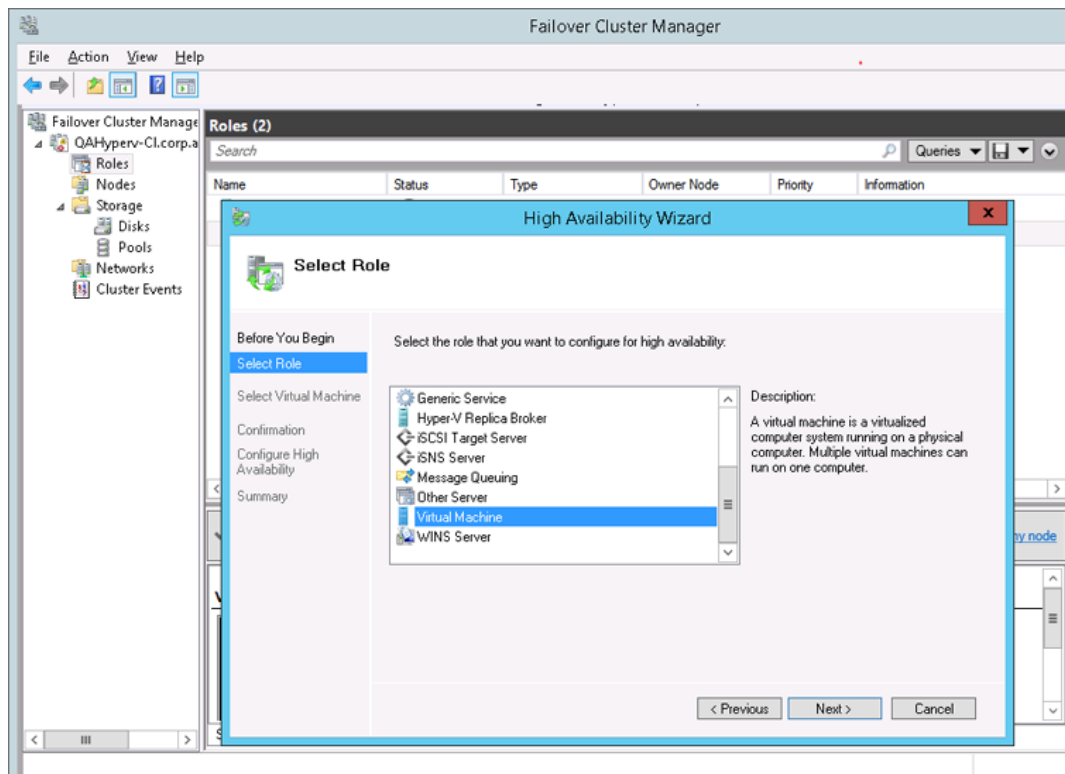 Failover Cluster Manager
File Action View Help
Failover Cluster Manage
QAHyperv-Cl.corp.a
Roles
Nodes
Storage
Disks
Pools
Networks
Cluster Events
Roles (2)
Search
Queries
Name Status Type Owner Node Priority Information
High Availability Wizard
Select Role
Before You Begin
Select Role
Select Virtual Machine
Confirmation
Configure High
Availability
Summary
Select the role that you want to configure for high availability:
Generic Service
Hyper-V Replica Broker
iSCSI Target Server
iSNS Server
Message Queuing
Other Server
Virtual Machine
WINS Server
Description:
A virtual machine is a virtualized
computer system running on a physical
computer. Multiple virtual machines can
run on one computer.
ny node
< Previous Next > Cancel